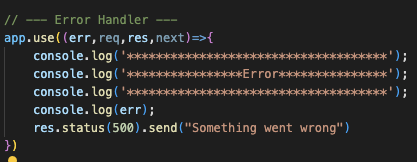 // --- Error Handler ---
app.use((err,req,res,next)=>{
    console.log('************************************');
    console.log('****************Error***************');
    console.log('************************************');
    console.log(err);
    res.status(500).send("Something went wrong")
})